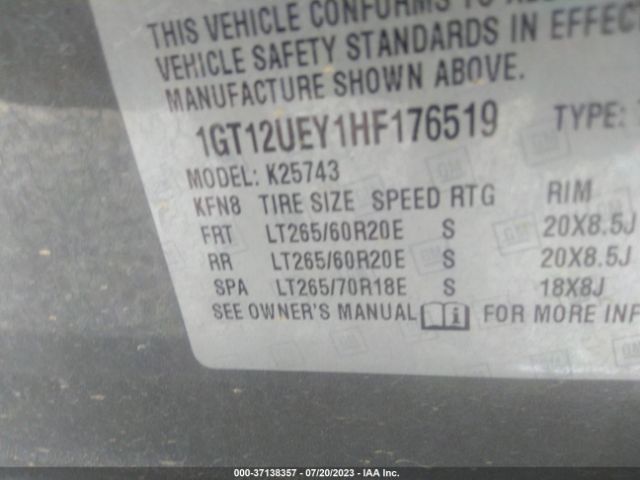 THIS VEHICLE CONFORMS TO
VEHICLE SAFETY STANDARDS IN EFFEC
MANUFACTURE SHOWN ABOVE.
1GT12UEY1HF176519 TYPE:
MODEL: K25743
KFN8 TIRE SIZE SPEED RTG RIM
FRT LT265/60R20E S 20X8.5J
RR LT265/60R20E S 20X8.5J
SPA LT265/70R18E S 18X8J
SEE OWNER'S MANUAL i FOR MORE INF
000-37138357 - 07/20/2023 - IAA Inc.